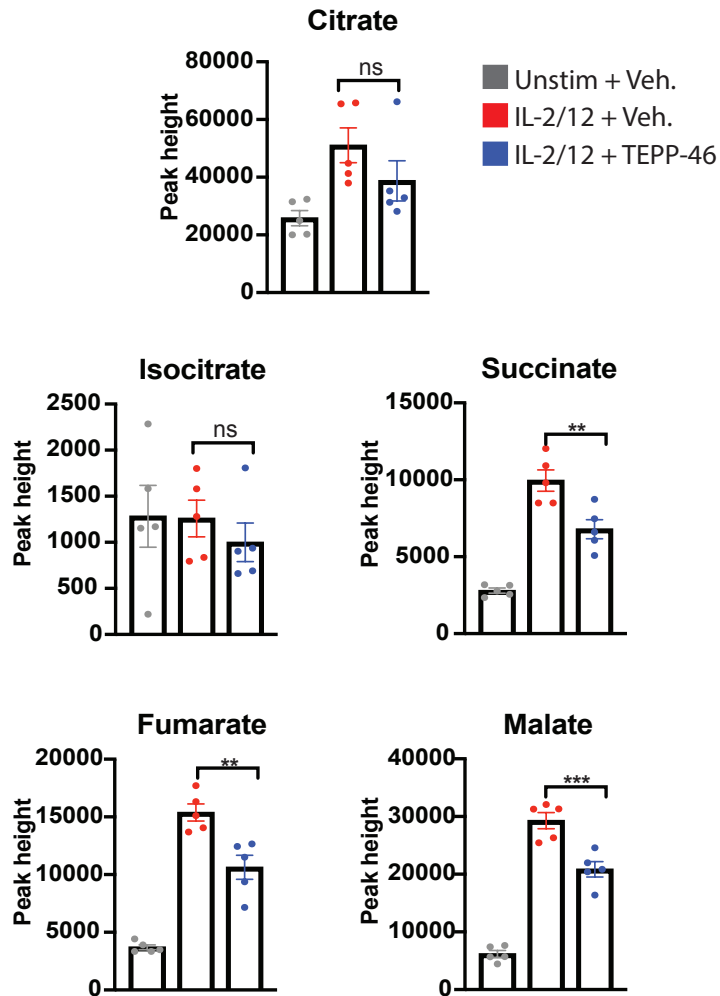 Citrate
Peak height
80000
60000
40000
20000
0
ns
Unstim + Veh.
IL-2/12 + Veh.
IL-2/12 + TEPP-46
Isocitrate
Peak height
2500
2000
1500
1000
500
0
ns
Succinate
Peak height
15000
10000
5000
0
**
Fumarate
Peak height
20000
15000
10000
5000
0
**
Malate
Peak height
40000
30000
20000
10000
0
***